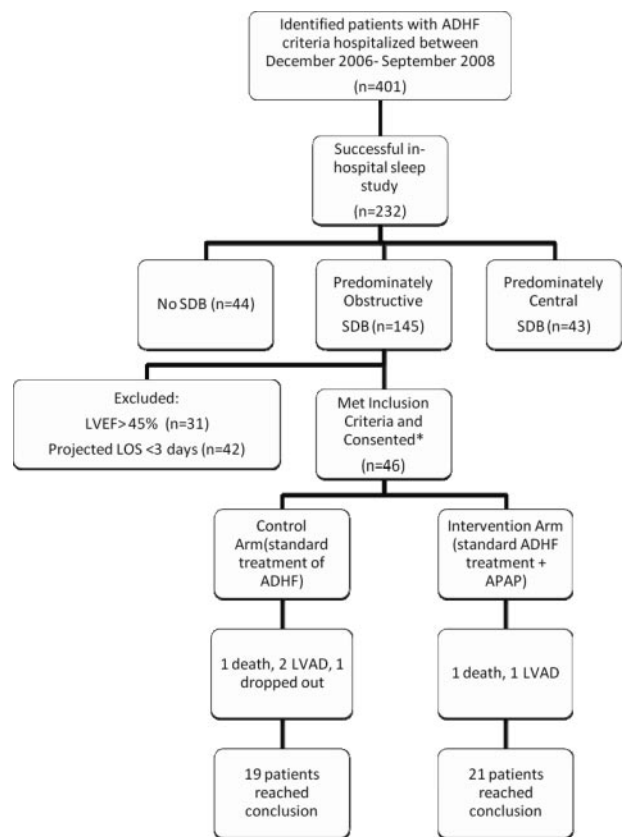 Identified patients with ADHF
criteria hospitalized between
December 2006- September 2008
(n=401)
Successful in-
hospital sleep
study
(n=232)
No SDB (n=44)
Predominately
Obstructive
SDB (n=145)
Predominately
Central
SDB (n=43)
Excluded:
LVEF> 45% (n=31)
Projected LOS <3 days (n=42)
Met Inclusion
Criteria and
Consented*
(n=46)
Control
Arm(standard
treatment of
ADHF)
Intervention Arm
(standard ADHF
treatment +
APAP)
1 death, 2 LVAD, 1
dropped out
1 death, 1 LVAD
19 patients
reached
conclusion
21 patients
reached
conclusion